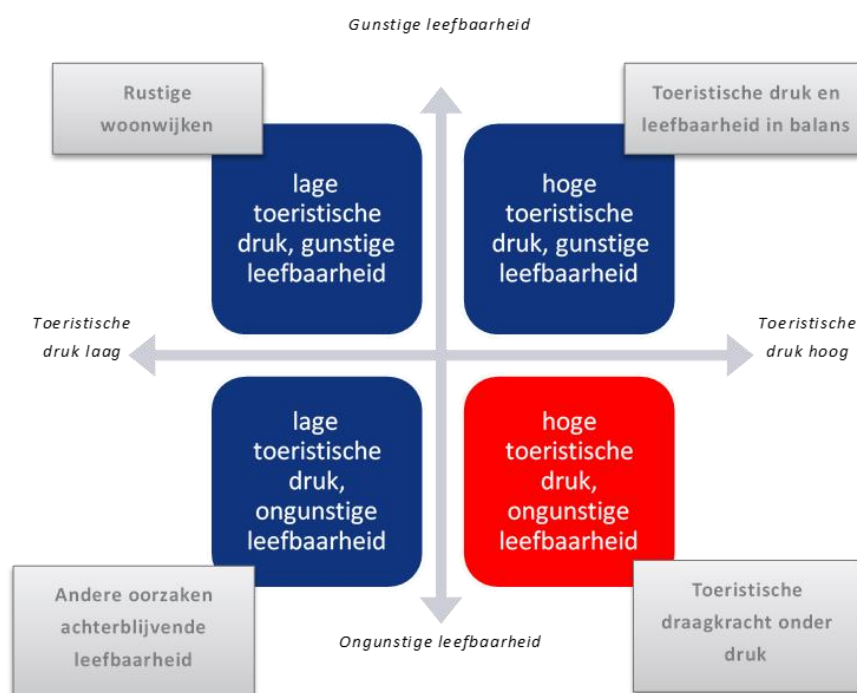 Gunstige leefbaarheid
Rustige
woonwijken
Toeristische druk en
leefbaarheid in balans
lage
toeristische
druk, gunstige
leefbaarheid
hoge
toeristische
druk, gunstige
leefbaarheid
Toeristische
druk laag
Toeristische
druk hoog
lage
toeristische
druk,
ongunstige
leefbaarheid
hoge
toeristische
druk,
ongunstige
leefbaarheid
Andere oorzaken
achterblijvende
leefbaarheid
Ongunstige leefbaarheid
Toeristische
draagkracht onder
druk